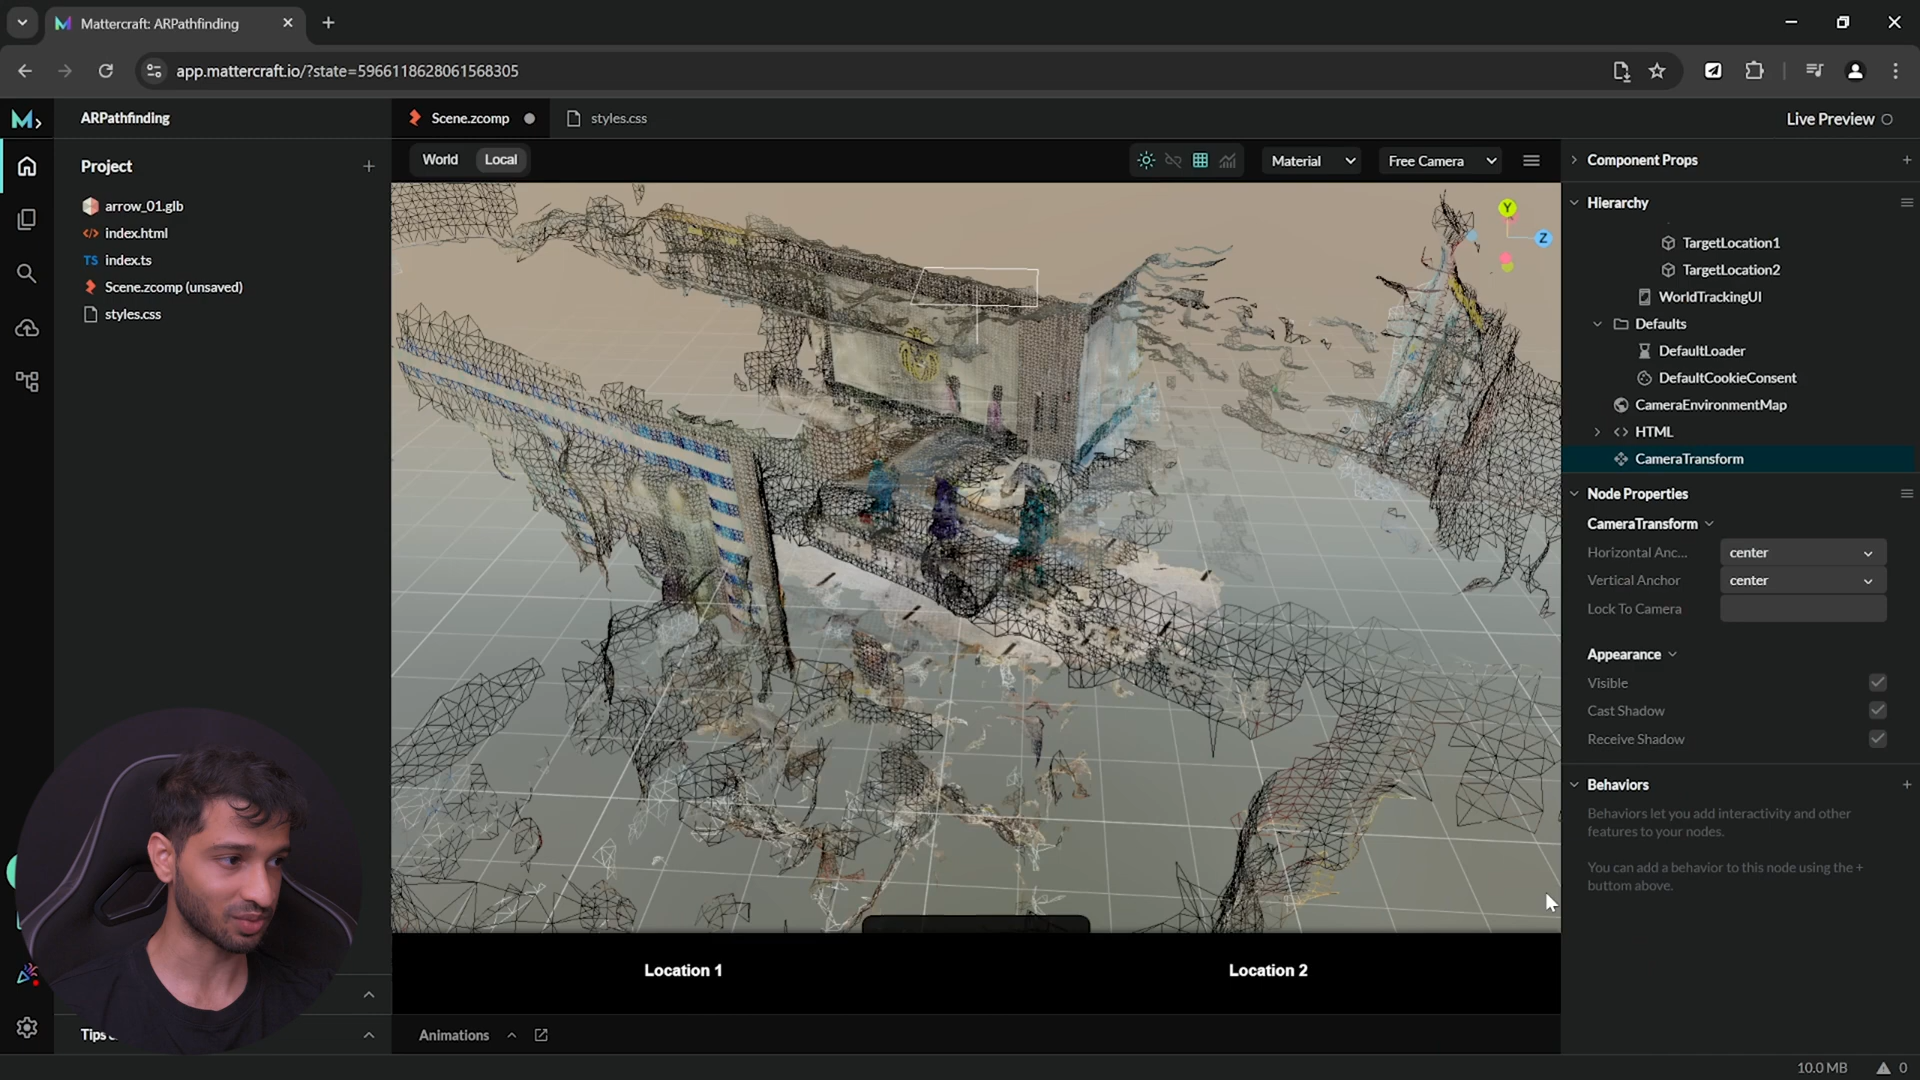 Mattercraft: ARPathfinding
app.mattercraft.io/?state=5966118628061568305
ARPathfinding
Scene.zcomp
styles.css
Live Preview
Project
World
Local
Material
Free Camera
Component Props
arrow_01.glb
index.html
TS index.ts
Scene.zcomp (unsaved)
styles.css
Y
Z
Hierarchy
TargetLocation1
TargetLocation2
WorldTrackingUI
Defaults
DefaultLoader
DefaultCookieConsent
CameraEnvironmentMap
HTML
CameraTransform
Node Properties
CameraTransform
Horizontal Anc...
center
Vertical Anchor
center
Lock To Camera
Appearance
Visible
Cast Shadow
Receive Shadow
Behaviors
Behaviors let you add interactivity and other
features to your nodes.
You can add a behavior to this node using the +
buttom above.
Location 1
Location 2
Animations
10.0 MB
0